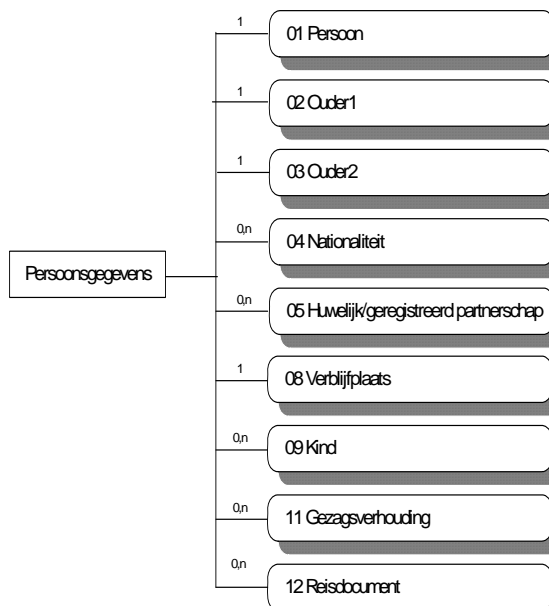 1
01 Persoon
1
02 Ouder1
1
03 Ouder2
0,n
04 Nationaliteit
Persoonsgegevens
0,n
05 Huwelijk/geregistreerd partnerschap
1
08 Verblijfplaats
0,n
09 Kind
0,n
11 Gezagsverhouding
0,n
12 Reisdocument